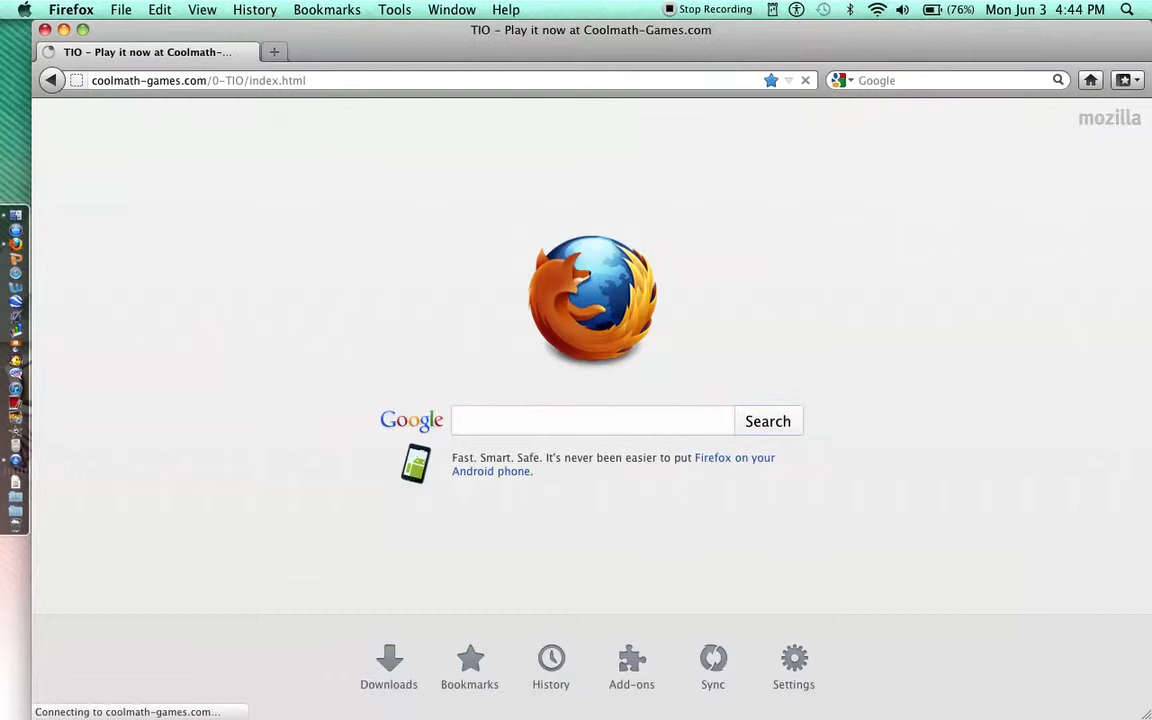 Firefox File Edit View History Bookmarks Tools Window Help Stop Recording (76%) Mon Jun 3 4:44 PM
TIO – Play it now at Coolmath-Games.com
TIO – Play it now at Coolmath-...
coolmath-games.com/0-TIO/index.html Google
mozilla
Google Search
Fast. Smart. Safe. It's never been easier to put Firefox on your
Android phone.
Downloads Bookmarks History Add-ons Sync Settings
Connecting to coolmath-games.com...